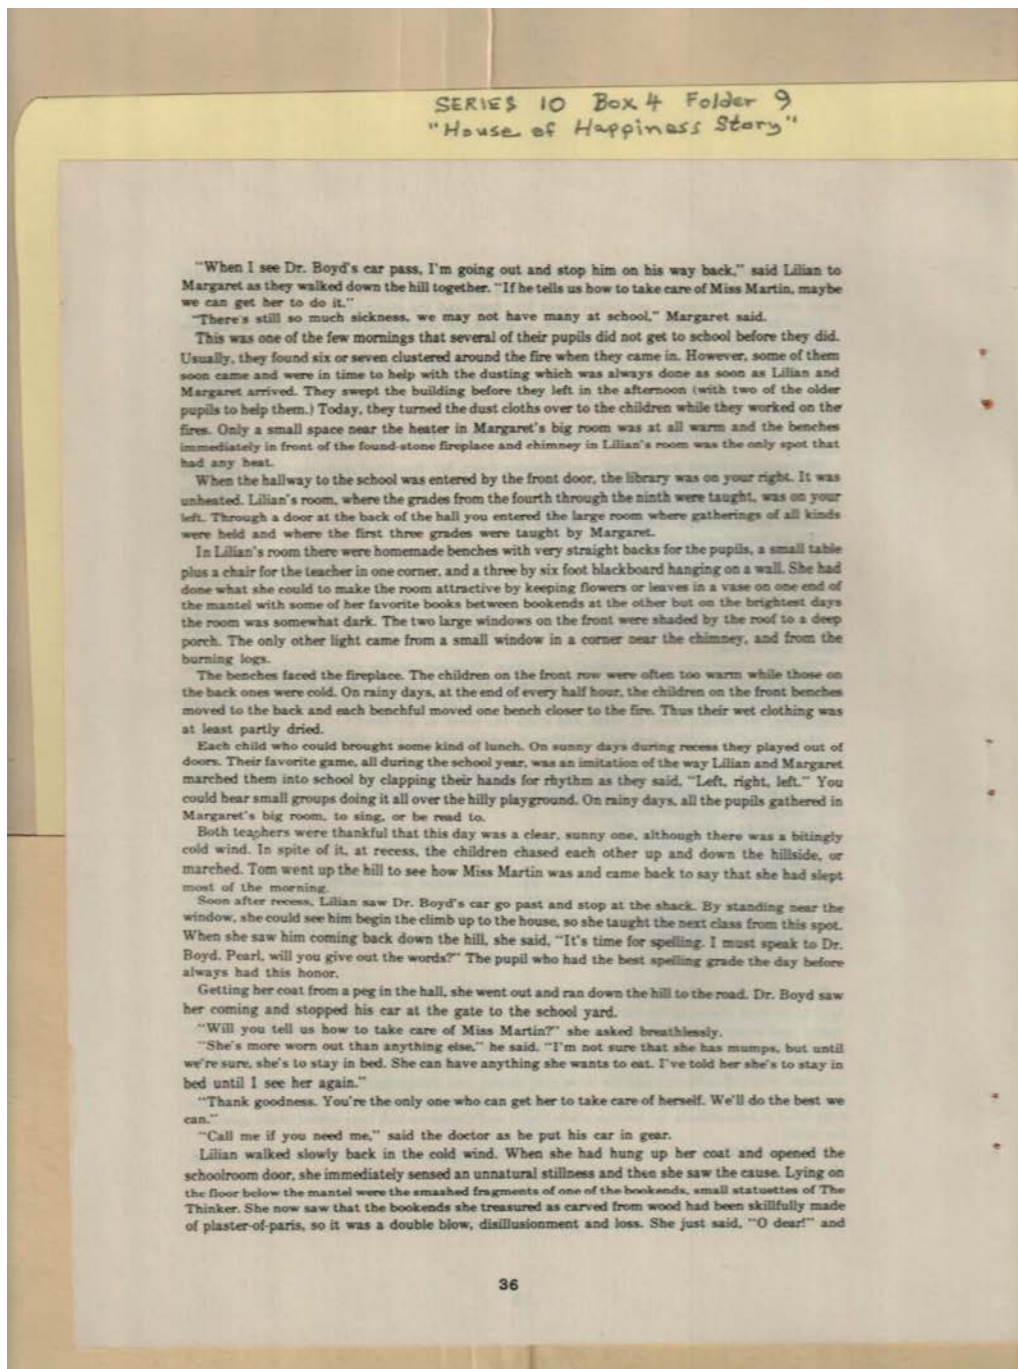 SERIES 10 Box 4 Folder 9
"House of Happiness Story"
"When I see Dr. Boyd's car pass, I'm going out and stop him on his way back," said Lilian to
Margaret as they walked down the hill together. "If he tells us how to take care of Miss Martin, maybe
we can get her to do it."
"There's still so much sickness, we may not have many at school," Margaret said.
This was one of the few mornings that several of their pupils did not get to school before they did.
Usually, they found six or seven clustered around the fire when they came in. However, some of them
soon came and were in time to help with the dusting which was always done as soon as Lilian and
Margaret arrived. They swept the building before they left in the afternoon (with two of the older
pupils to help them.) Today, they turned the dust cloths over to the children while they worked on the
fires. Only a small space near the heater in Margaret's big room was at all warm and the benches
immediately in front of the found-stone fireplace and chimney in Lilian's room was the only spot that
had any heat.
When the hallway to the school was entered by the front door, the library was on your right. It was
unheated. Lilian's room, where the grades from the fourth through the ninth were taught, was on your
left. Through a door at the back of the hall you entered the large room where gatherings of all kinds
were held and where the first three grades were taught by Margaret.
In Lilian's room there were homemade benches with very straight backs for the pupils, a small table
plus a chair for the teacher in one corner, and a three by six foot blackboard hanging on a wall. She had
done what she could to make the room attractive by keeping flowers or leaves in a vase on one end of
the mantel with some of her favorite books between bookends at the other but on the brightest days
the room was somewhat dark. The two large windows on the front were shaded by the roof to a deep
porch. The only other light came from a small window in a corner near the chimney, and from the
burning logs.
The benches faced the fireplace. The children on the front row were often too warm while those on
the back ones were cold. On rainy days, at the end of every half hour, the children on the front benches
moved to the back and each benchful moved one bench closer to the fire. Thus their wet clothing was
at least partly dried.
Each child who could brought some kind of lunch. On sunny days during recess they played out of
doors. Their favorite game, all during the school year, was an imitation of the way Lilian and Margaret
marched them into school by clapping their hands for rhythm as they said, "Left, right, left." You
could hear small groups doing it all over the hilly playground. On rainy days, all the pupils gathered in
Margaret's big room, to sing, or be read to.
Both teachers were thankful that this day was a clear, sunny one, although there was a bitingly
cold wind. In spite of it, at recess, the children chased each other up and down the hillside, or
marched. Tom went up the hill to see how Miss Martin was and came back to say that she had slept
most of the morning.
Soon after recess, Lilian saw Dr. Boyd's car go past and stop at the shack. By standing near the
window, she could see him begin the climb up to the house, so she taught the next class from this spot.
When she saw him coming back down the hill, she said, "It's time for spelling. I must speak to Dr.
Boyd. Pearl, will you give out the words?" The pupil who had the best spelling grade the day before
always had this honor.
Getting her coat from a peg in the hall, she went out and ran down the hill to the road. Dr. Boyd saw
her coming and stopped his car at the gate to the school yard.
"Will you tell us how to take care of Miss Martin?" she asked breathlessly.
"She's more worn out than anything else," he said. "I'm not sure that she has mumps, but until
we're sure, she's to stay in bed. She can have anything she wants to eat. I've told her she's to stay in
bed until I see her again."
"Thank goodness. You're the only one who can get her to take care of herself. We'll do the best we
can."
"Call me if you need me," said the doctor as he put his car in gear.
Lilian walked slowly back in the cold wind. When she had hung up her coat and opened the
schoolroom door, she immediately sensed an unnatural stillness and then she saw the cause. Lying on
the floor below the mantel were the smashed fragments of one of the bookends, small statuettes of The
Thinker. She now saw that the bookends she treasured as carved from wood had been skillfully made
of plaster-of-paris, so it was a double blow, disillusionment and loss. She just said, "O dear!" and
36